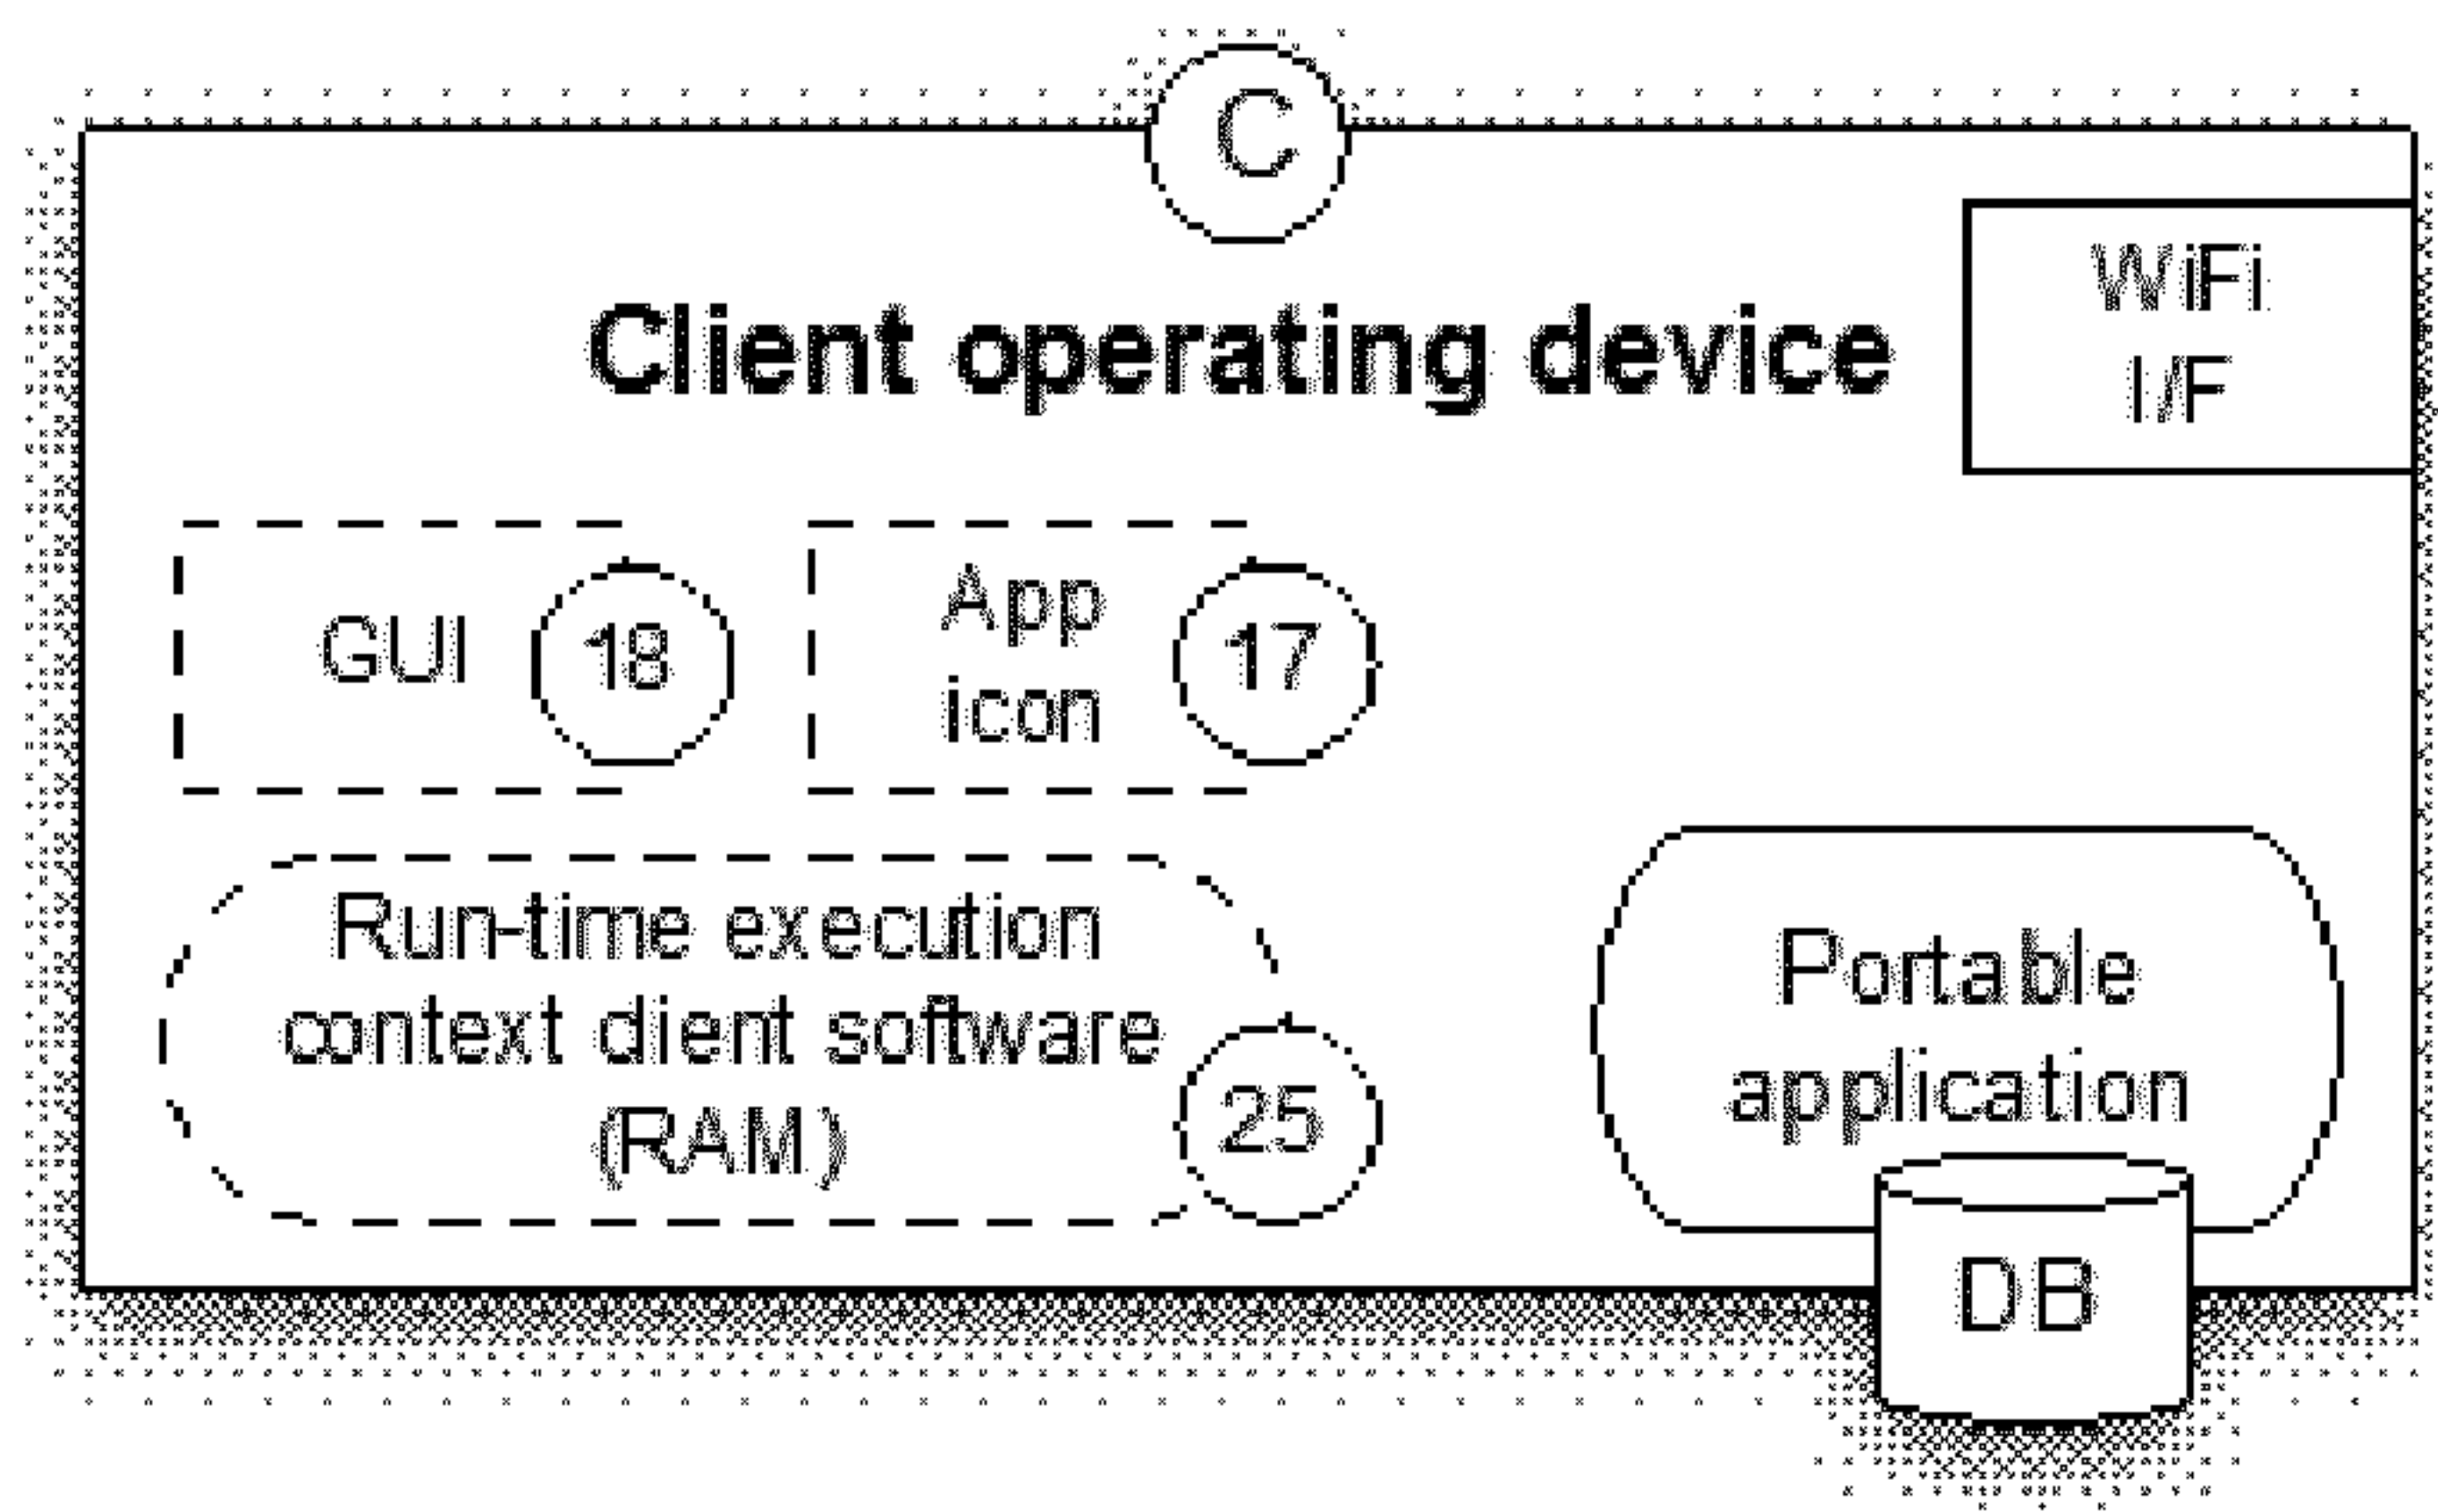 C
Client operating device
WiFi
I/F
GUI
18
App
icon
17
Run-time execution
context client software
(RAM)
25
Portable
application
DB